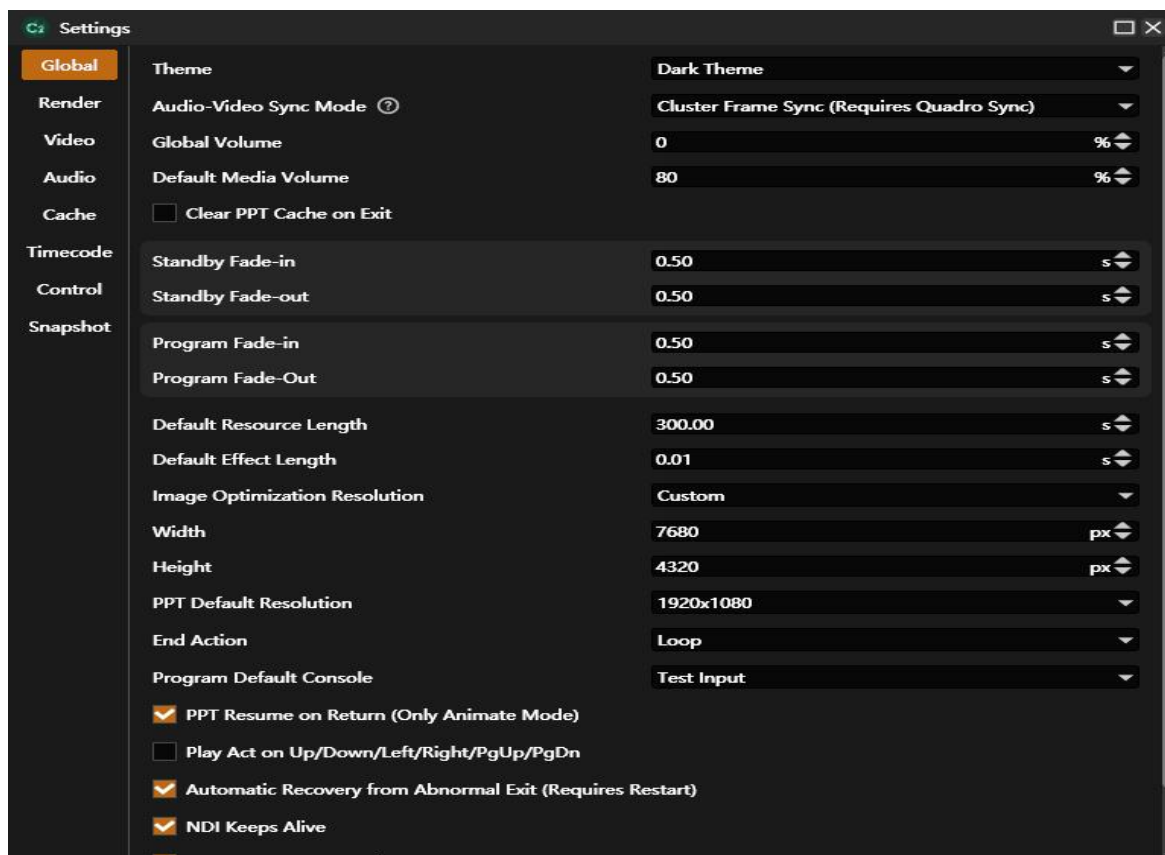 C2 Settings
Global
Render
Video
Audio
Cache
Timecode
Control
Snapshot
Theme Dark Theme
Audio-Video Sync Mode ? Cluster Frame Sync (Requires Quadro Sync)
Global Volume 0 %
Default Media Volume 80 %
Clear PPT Cache on Exit
Standby Fade-in 0.50 s
Standby Fade-out 0.50 s
Program Fade-in 0.50 s
Program Fade-Out 0.50 s
Default Resource Length 300.00 s
Default Effect Length 0.01 s
Image Optimization Resolution Custom
Width 7680 px
Height 4320 px
PPT Default Resolution 1920x1080
End Action Loop
Program Default Console Test Input
PPT Resume on Return (Only Animate Mode)
Play Act on Up/Down/Left/Right/PgUp/PgDn
Automatic Recovery from Abnormal Exit (Requires Restart)
NDI Keeps Alive